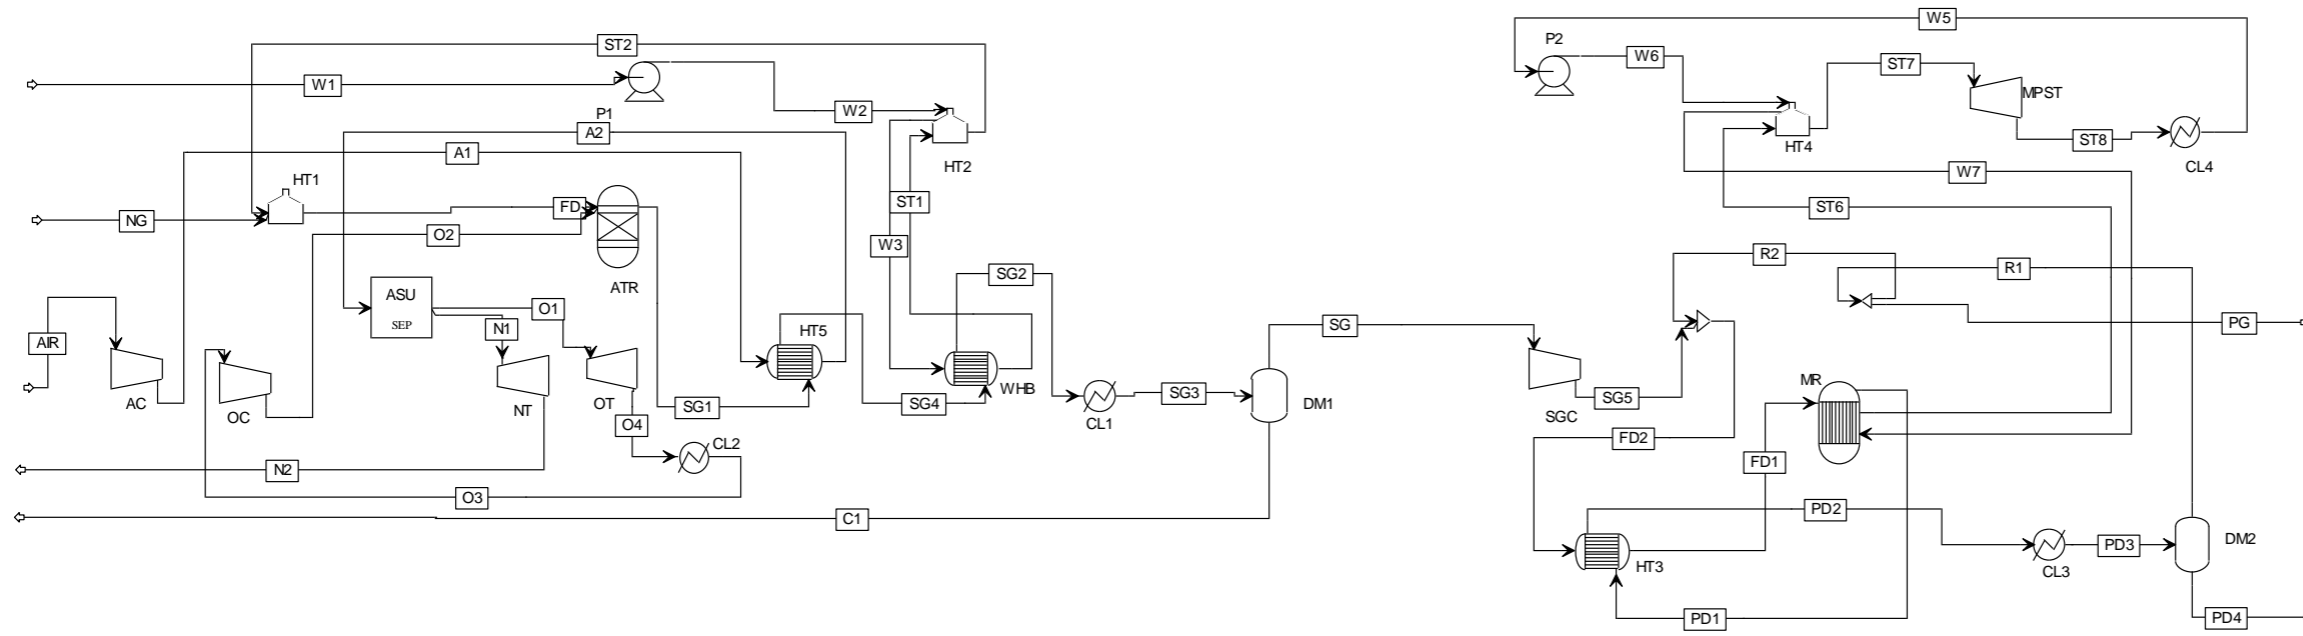 W5
ST2
P2
W6
ST7
W1
MPST
W2
P1
A2
ST8
HT4
A1
HT2
CL4
W7
HT1
ST1
ST6
FD
NG
O2
W3
R2
R1
SG2
ATR
ASU
SEP
O1
N1
HT5
SG
PG
AIR
MR
WHB
SG3
AC
OC
NT
OT
SG1
SG4
CL1
DM1
SGC
SG5
O4
CL2
FD2
FD1
N2
O3
C1
PD2
HT3
CL3
PD3
DM2
PD1
PD4